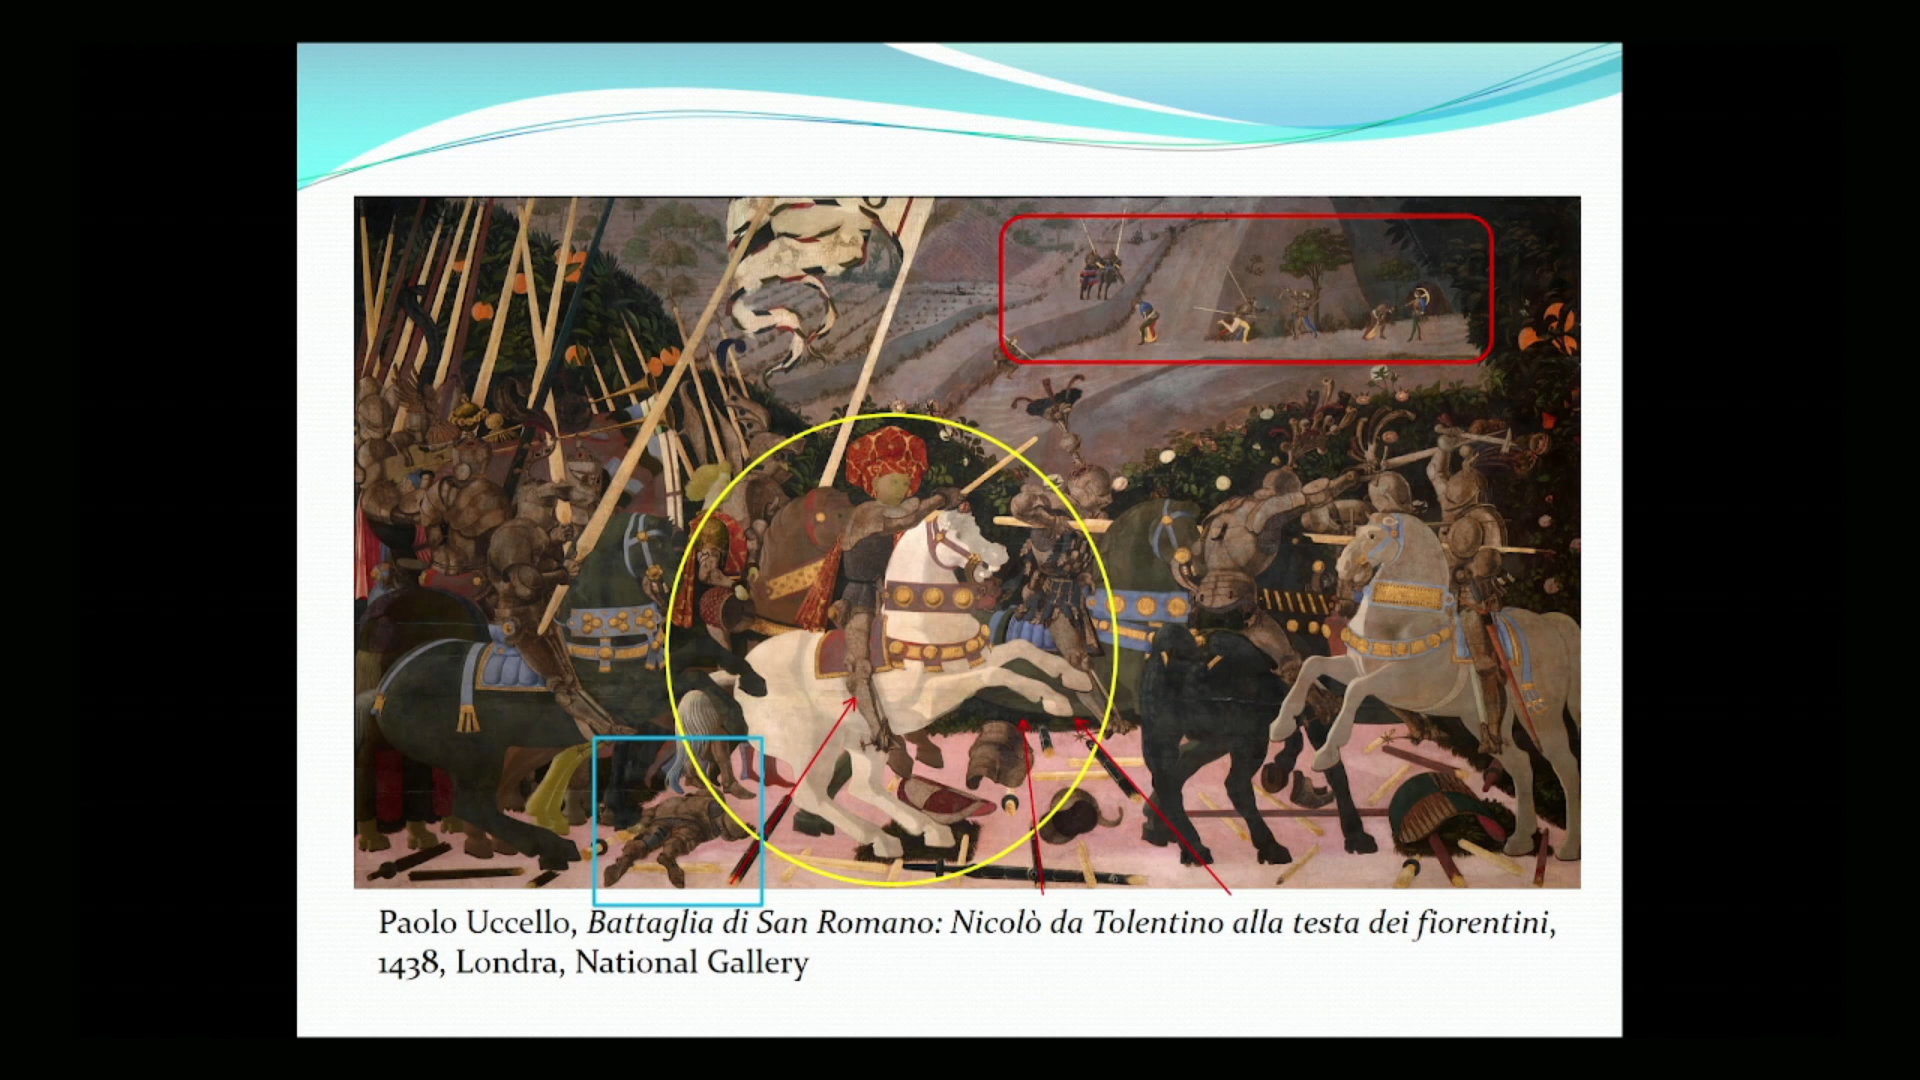 Paolo Uccello, Battaglia di San Romano: Nicolò da Tolentino alla testa dei fiorentini,
1438, Londra, National Gallery